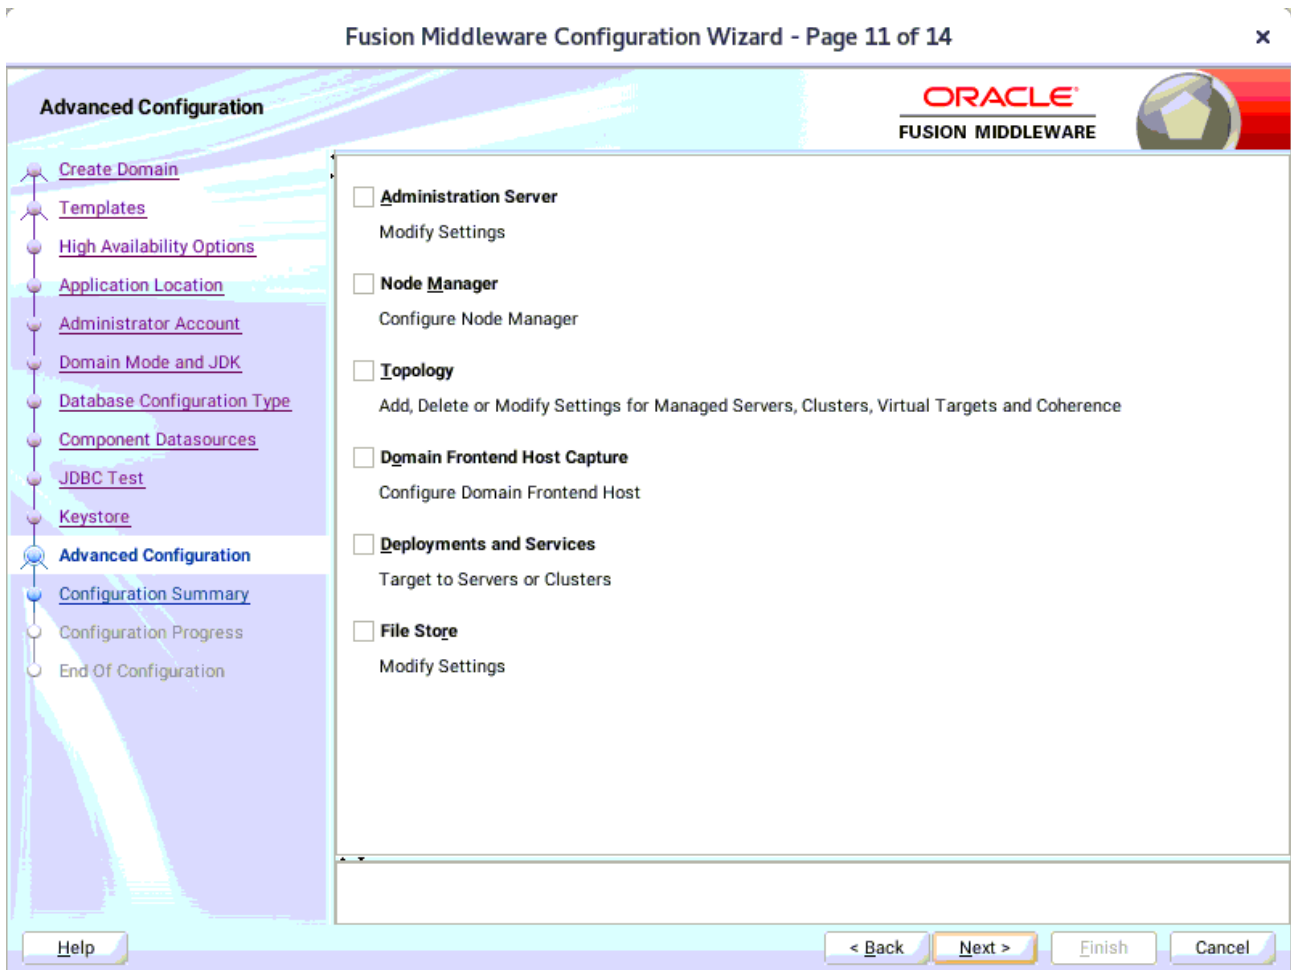 Fusion Middleware Configuration Wizard - Page 11 of 14
Advanced Configuration
ORACLE
FUSION MIDDLEWARE
Create Domain
Templates
High Availability Options
Application Location
Administrator Account
Domain Mode and JDK
Database Configuration Type
Component Datasources
JDBC Test
Keystore
Advanced Configuration
Configuration Summary
Configuration Progress
End Of Configuration
Administration Server
Modify Settings
Node Manager
Configure Node Manager
Topology
Add, Delete or Modify Settings for Managed Servers, Clusters, Virtual Targets and Coherence
Domain Frontend Host Capture
Configure Domain Frontend Host
Deployments and Services
Target to Servers or Clusters
File Store
Modify Settings
Help
< Back
Next >
Finish
Cancel